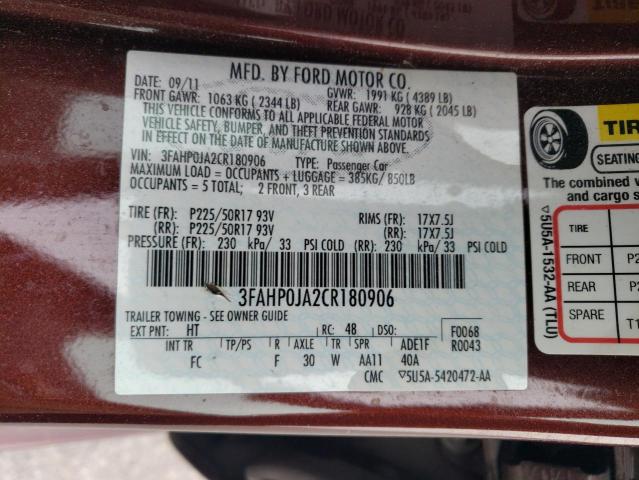 MFD. BY FORD MOTOR CO.
DATE: 09/11 GVWR: 1991 KG ( 4389 LB)
FRONT GAWR: 1063 KG ( 2344 LB) REAR GAWR: 928 KG ( 2045 LB)
THIS VEHICLE CONFORMS TO ALL APPLICABLE FEDERAL MOTOR
VEHICLE SAFETY, BUMPER, AND THEFT PREVENTION STANDARDS
IN EFFECT ON THE DATE OF MANUFACTURE SHOWN ABOVE.
VIN: 3FAHP0JA2CR180906 TYPE: Passenger Car
MAXIMUM LOAD = OCCUPANTS + LUGGAGE = 385KG/ 850LB
OCCUPANTS = 5 TOTAL; 2 FRONT, 3 REAR
TIRE (FR): P225/50R17 93V RIMS (FR): 17X7.5J
(RR): P225/50R17 93V (RR): 17X7.5J
PRESSURE (FR): 230 kPa/ 33 PSI COLD (RR): 230 kPa/ 33 PSI COLD
3FAHP0JA2CR180906
TRAILER TOWING - SEE OWNER GUIDE
EXT PNT: HT RC: 48 DSO: F0068
R0043
INT TR TP/PS R AXLE TR SPR ADE1F
FC F 30 W AA11 40A
CMC ▽5U5A-5420472-AA
TIR
SEATING
The combined w
and cargo s
TIRE
FRONT P2
REAR P2
SPARE T1
▽5U5A-1532-AA (TLU)